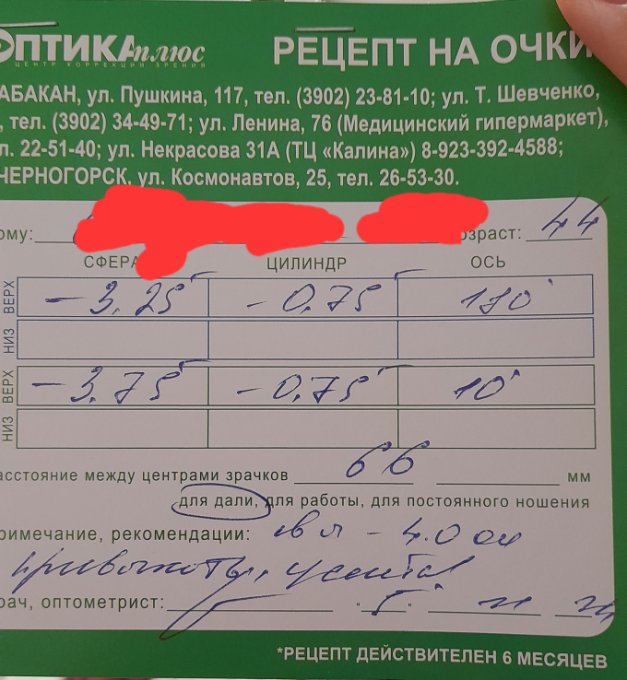 ОПТИКА плюс
ЦЕНТР КОРРЕКЦИИ ЗРЕНИЯ
РЕЦЕПТ НА ОЧКИ
АБАКАН, ул. Пушкина, 117, тел. (3902) 23-81-10; ул. Т. Шевченко,
, тел. (3902) 34-49-71; ул. Ленина, 76 (Медицинский гипермаркет),
л. 22-51-40; ул. Некрасова 31А (ТЦ «Калина») 8-923-392-4588;
ЧЕРНОГОРСК, ул. Космонавтов, 25, тел. 26-53-30.
ому: озраст: 44
СФЕРА ЦИЛИНДР ОСЬ
ВЕРХ -3.25 -0.75
НИЗ
ВЕРХ -3.75 -0.75 10°
НИЗ
асстояние между центрами зрачков 66 мм
для дали, для работы, для постоянного ношения
римечание, рекомендации: -4.0
рач, оптометрист:
*РЕЦЕПТ ДЕЙСТВИТЕЛЕН 6 МЕСЯЦЕВ